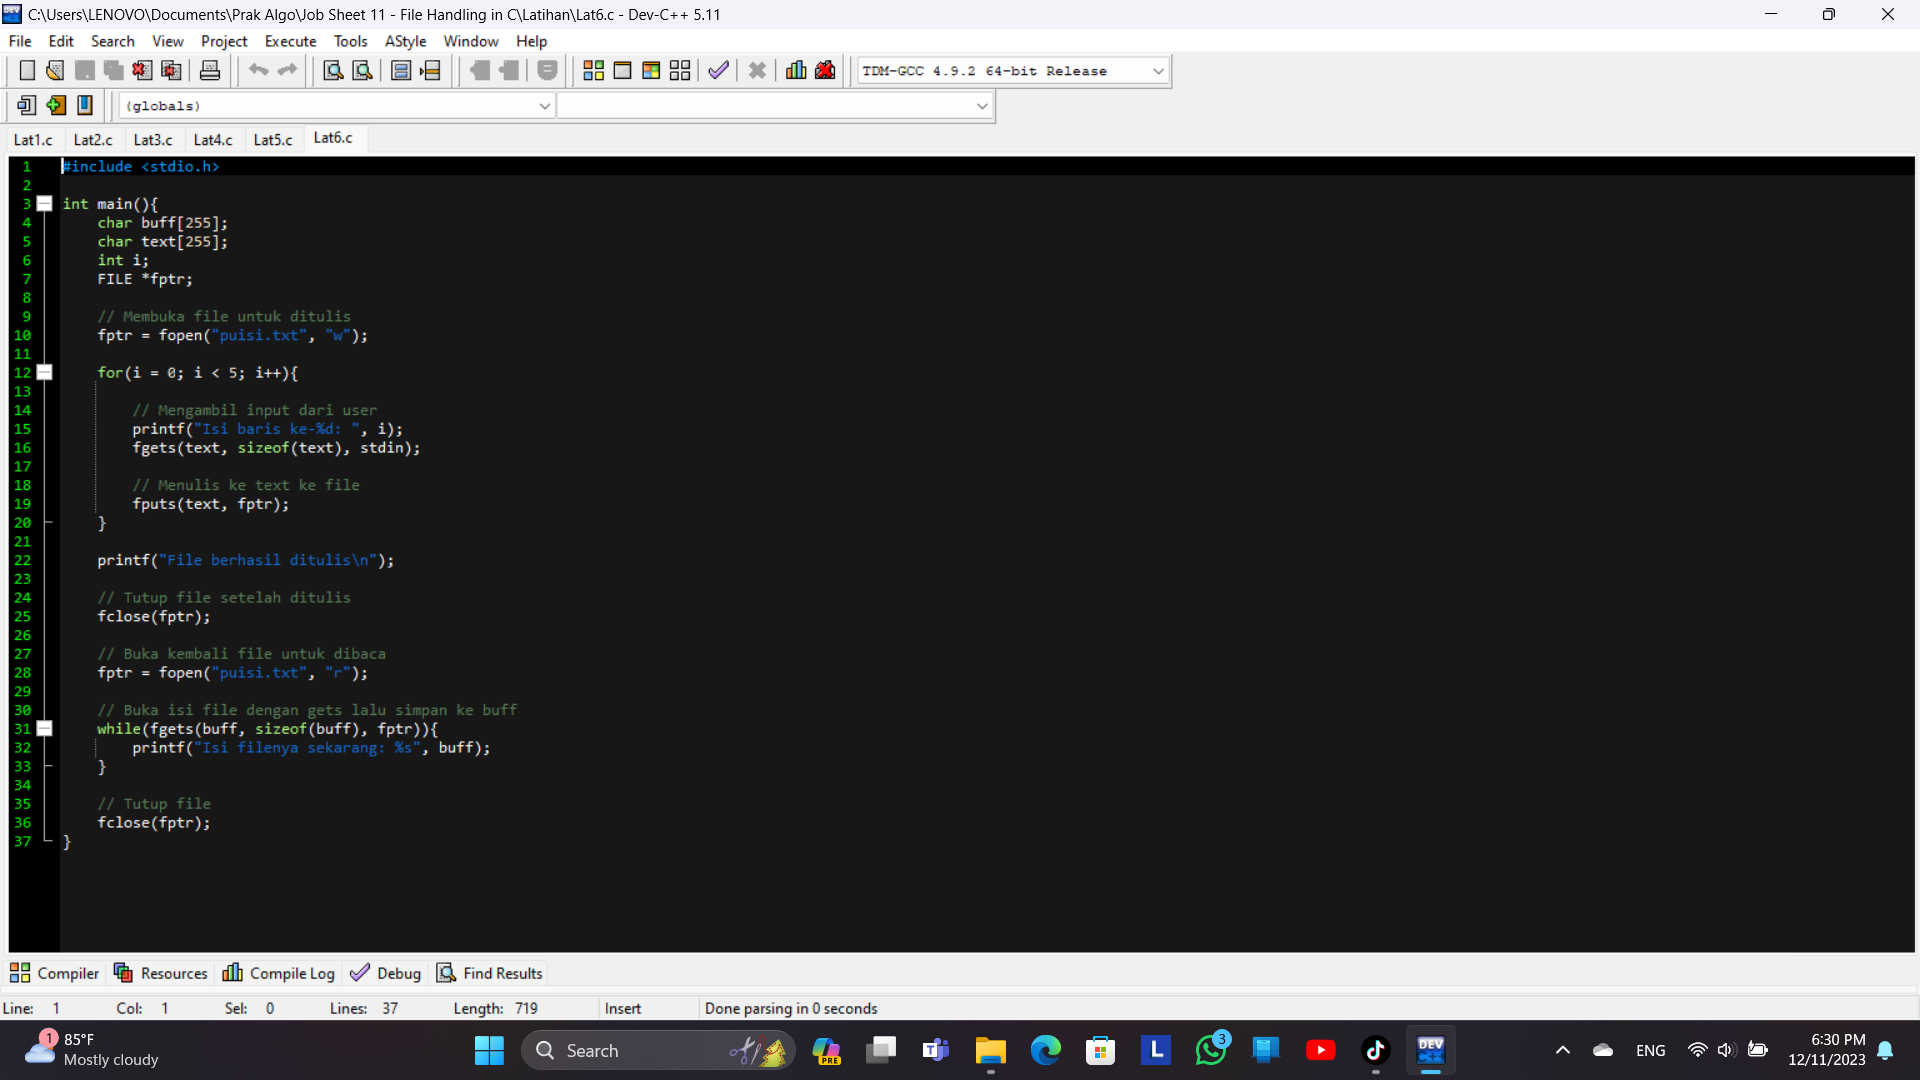 C:\Users\LENOVO\Documents\Prak Algo\Job Sheet 11 - File Handling in C\Latihan\Lat6.c - Dev-C++ 5.11
File Edit Search View Project Execute Tools AStyle Window Help
TDM-GCC 4.9.2 64-bit Release
(globals)
Lat1.c Lat2.c Lat3.c Lat4.c Lat5.c Lat6.c
1 #include <stdio.h>
2
3 int main(){
4 char buff[255];
5 char text[255];
6 int i;
7 FILE *fptr;
8
9 // Membuka file untuk ditulis
10 fptr = fopen("puisi.txt", "w");
11
12 for(i = 0; i < 5; i++){
13
14 // Mengambil input dari user
15 printf("Isi baris ke-%d: ", i);
16 fgets(text, sizeof(text), stdin);
17
18 // Menulis ke text ke file
19 fputs(text, fptr);
20 }
21
22 printf("File berhasil ditulis\n");
23
24 // Tutup file setelah ditulis
25 fclose(fptr);
26
27 // Buka kembali file untuk dibaca
28 fptr = fopen("puisi.txt", "r");
29
30 // Buka isi file dengan gets lalu simpan ke buff
31 while(fgets(buff, sizeof(buff), fptr)){
32 printf("Isi filenya sekarang: %s", buff);
33 }
34
35 // Tutup file
36 fclose(fptr);
37 }
Compiler Resources Compile Log Debug Find Results
Line: 1 Col: 1 Sel: 0 Lines: 37 Length: 719 Insert Done parsing in 0 seconds
1 85°F
Mostly cloudy
Search
PRE
L
3
DEV
C++
ENG
6:30 PM
12/11/2023